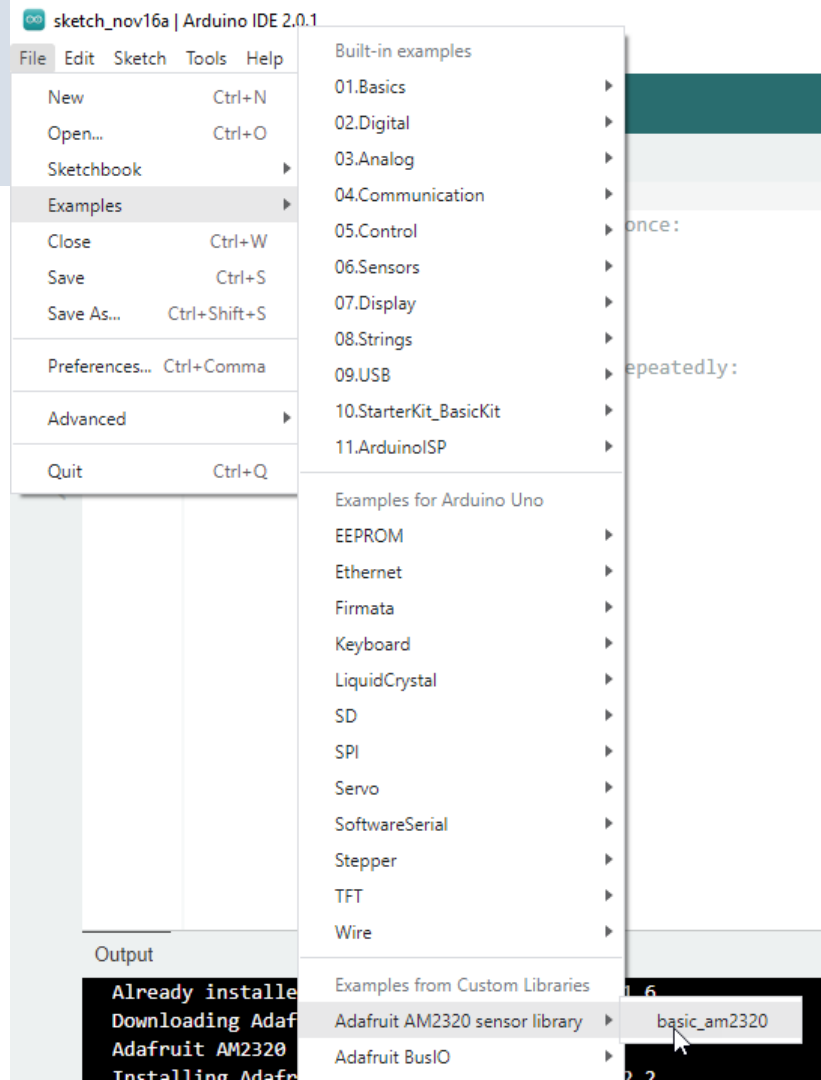 sketch_nov16a | Arduino IDE 2.0.1
File Edit Sketch Tools Help
New Ctrl+N
Open... Ctrl+O
Sketchbook
Examples
Close Ctrl+W
Save Ctrl+S
Save As... Ctrl+Shift+S
Preferences... Ctrl+Comma
Advanced
Quit Ctrl+Q
Built-in examples
01.Basics
02.Digital
03.Analog
04.Communication
05.Control
06.Sensors
07.Display
08.Strings
09.USB
10.StarterKit_BasicKit
11.ArduinoISP
Examples for Arduino Uno
EEPROM
Ethernet
Firmata
Keyboard
LiquidCrystal
SD
SPI
Servo
SoftwareSerial
Stepper
TFT
Wire
Examples from Custom Libraries
Adafruit AM2320 sensor library
Adafruit BusIO
basic_am2320
once:
epeatedly:
Output
Already installe
Downloading Adaf
Adafruit AM2320
Installing Adafr